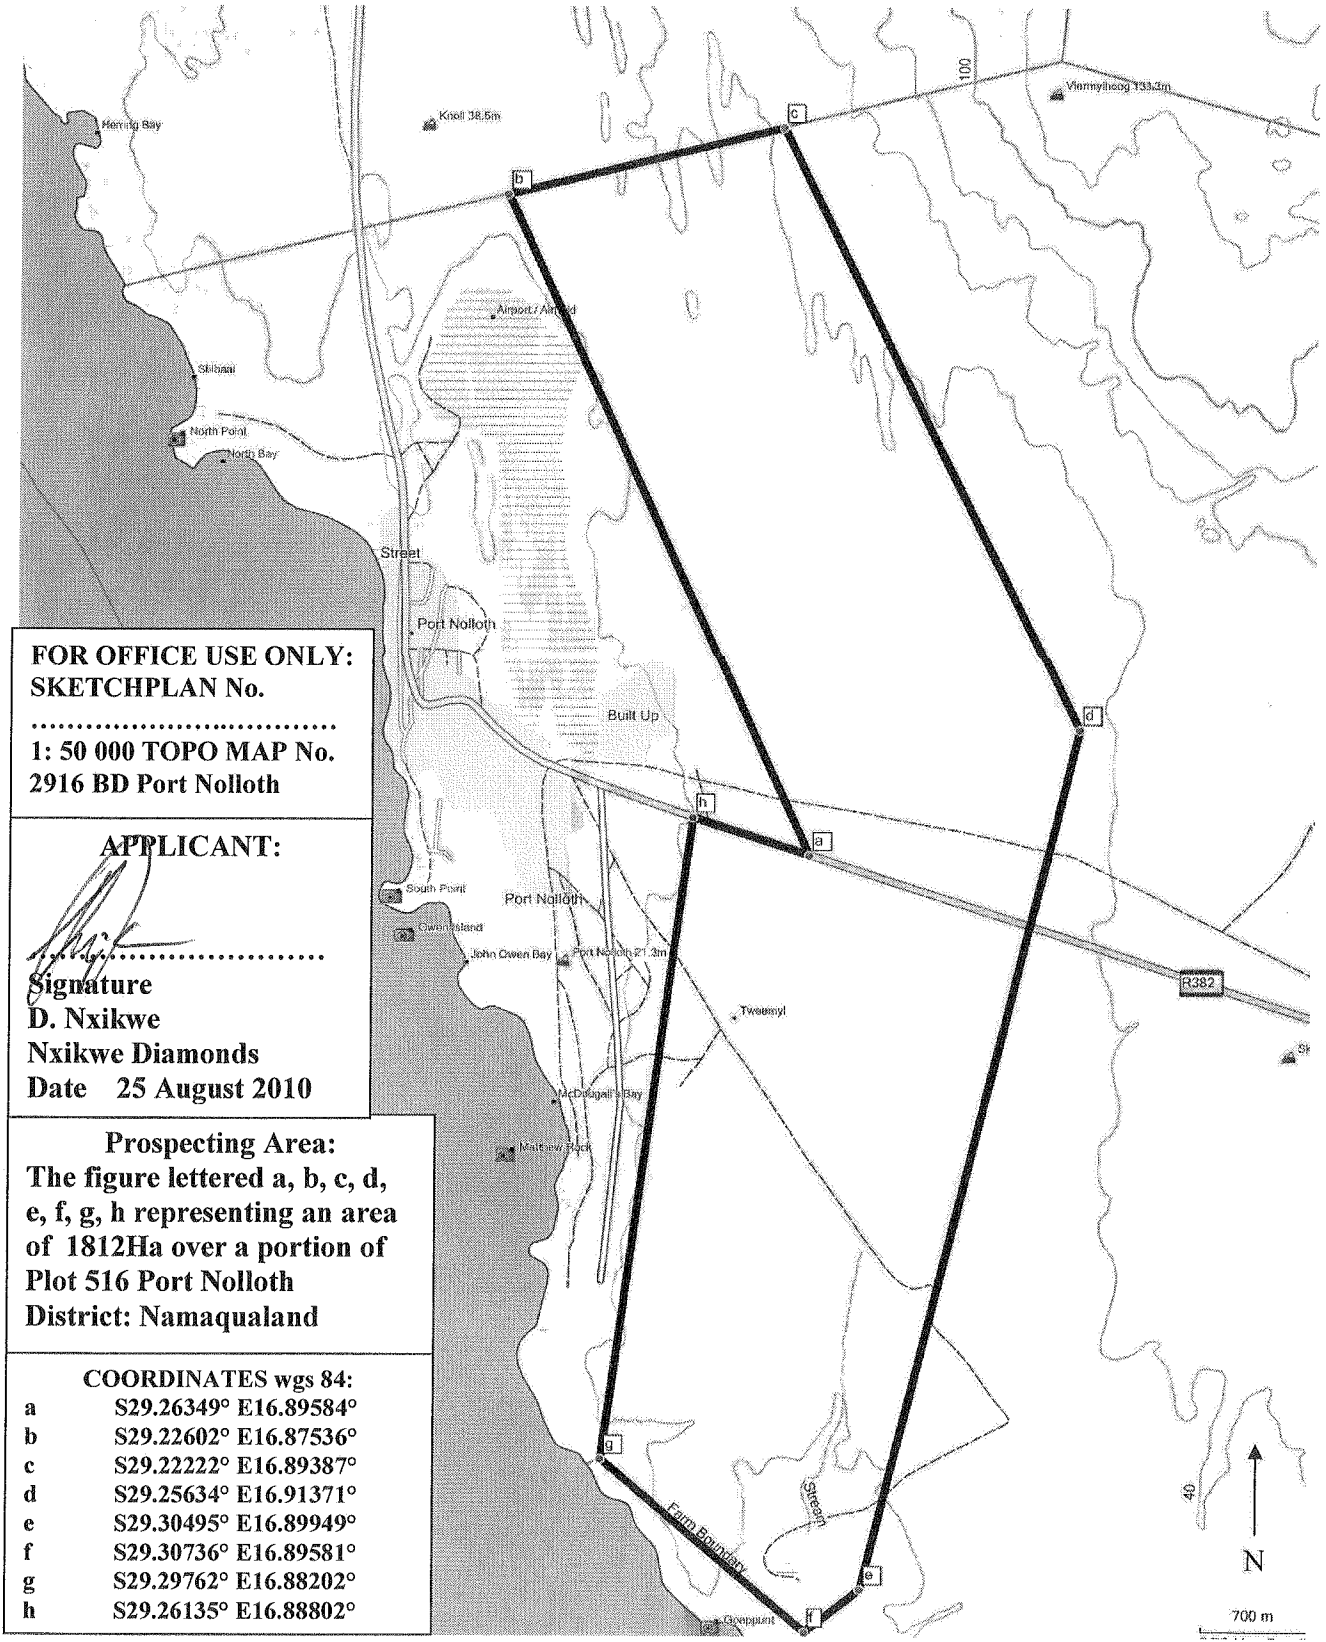 100
Knoll 38.5m
c
Herring Bay
b
Airport / Airfield
North Point
North Bay
Street
Port Nolloth
Built Up
d
h
a
South Point
Port Nolloth
Owen Island
John Owen Bay
Port Nolloth 21.3m
R382
Tweemyl
McDougall's Bay
g
Farm Boundary
Stream
e
f
40
N
700 m
FOR OFFICE USE ONLY:
SKETCHPLAN No.
.................................
1: 50 000 TOPO MAP No.
2916 BD Port Nolloth
APPLICANT:
.................................
Signature
D. Nxikwe
Nxikwe Diamonds
Date 25 August 2010
Prospecting Area:
The figure lettered a, b, c, d,
e, f, g, h representing an area
of 1812Ha over a portion of
Plot 516 Port Nolloth
District: Namaqualand
COORDINATES wgs 84:
a S29.26349° E16.89584°
b S29.22602° E16.87536°
c S29.22222° E16.89387°
d S29.25634° E16.91371°
e S29.30495° E16.89949°
f S29.30736° E16.89581°
g S29.29762° E16.88202°
h S29.26135° E16.88802°